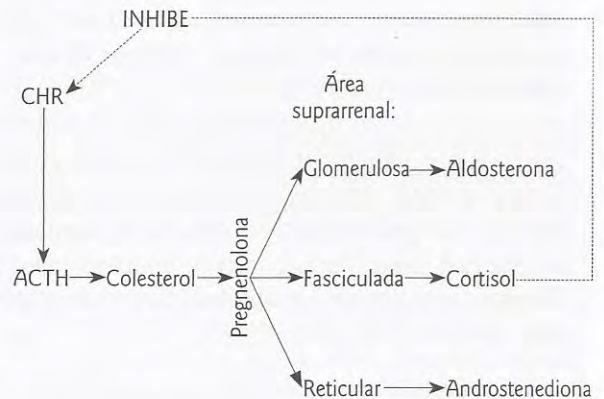 INHIBE
CHR
Área
suprarrenal:
Glomerulosa Aldosterona
ACTH Colesterol Pregnenolona Fasciculada Cortisol
Reticular Androstenediona